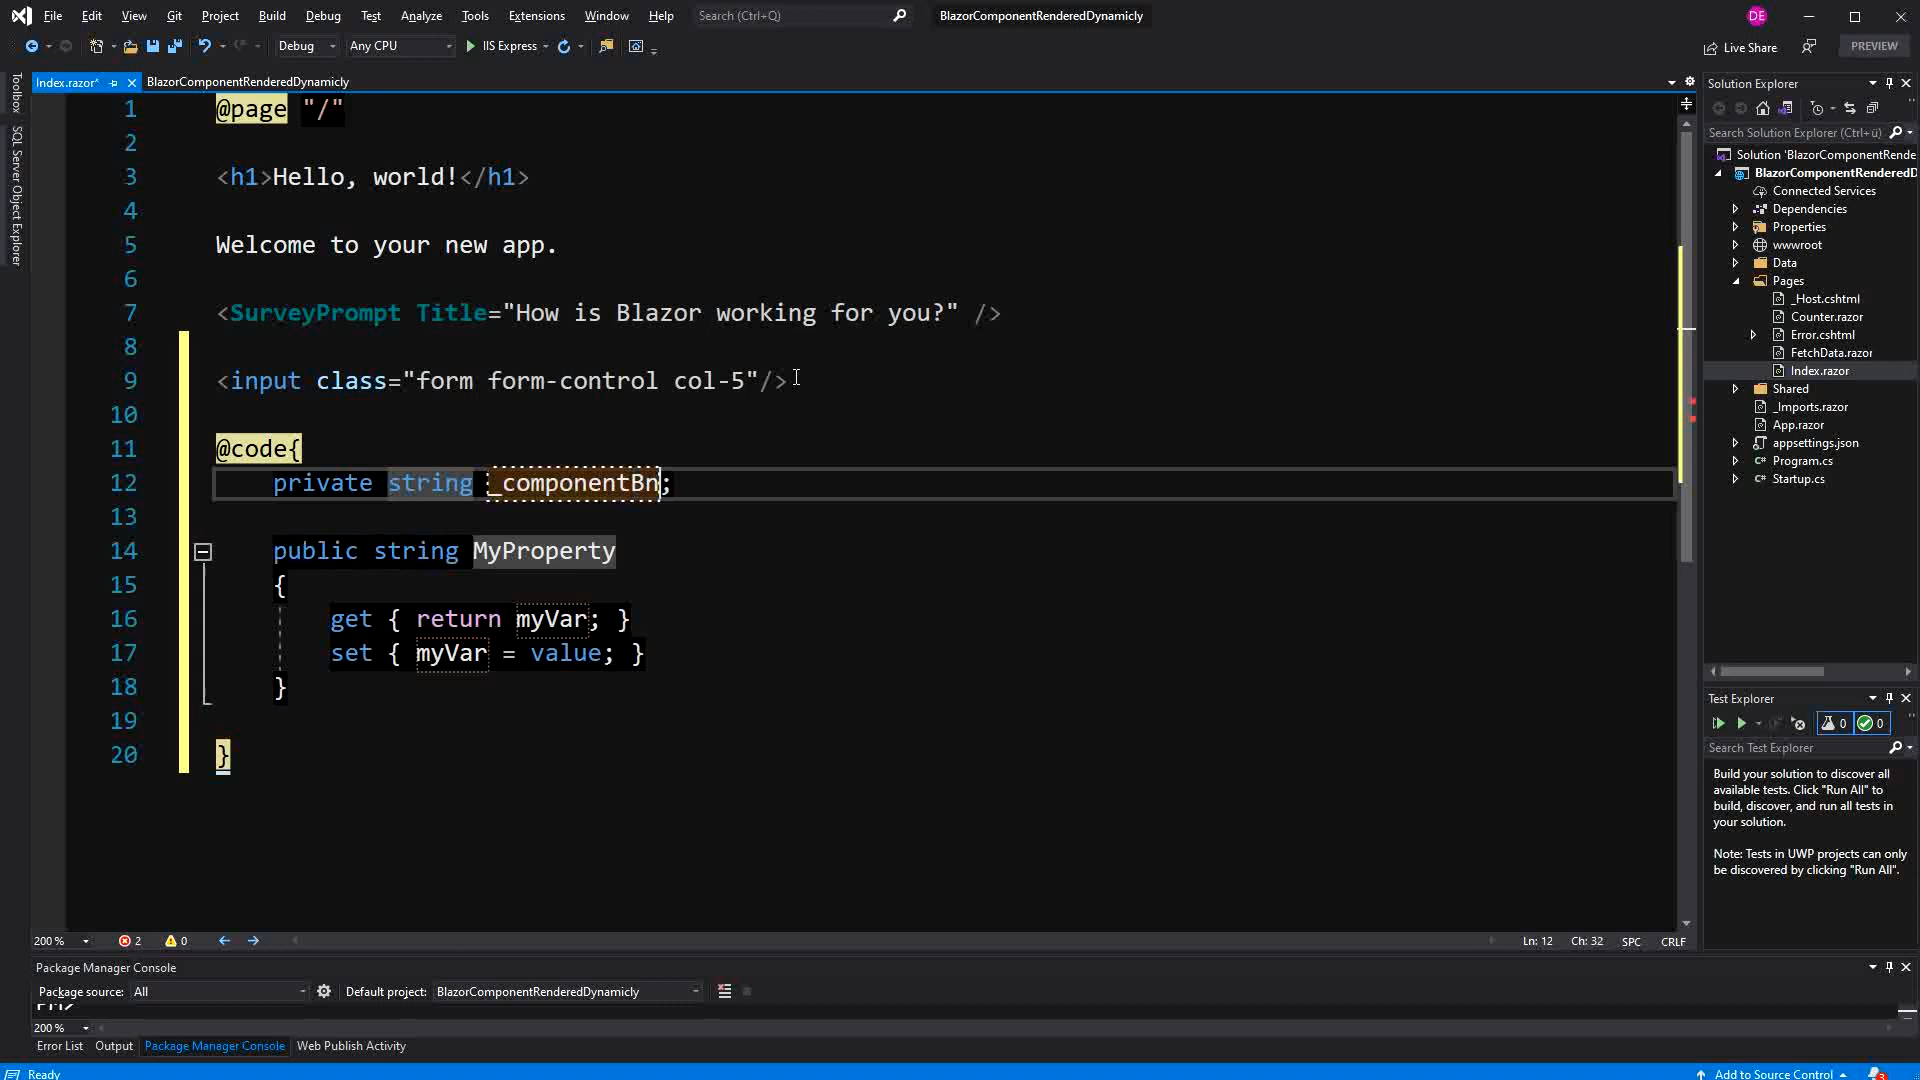 File Edit View Git Project Build Debug Test Analyze Tools Extensions Window Help Search (Ctrl+Q) BlazorComponentRenderedDynamicly DE
Debug Any CPU IIS Express Live Share PREVIEW
Toolbox
SQL Server Object Explorer
Index.razor* BlazorComponentRenderedDynamicly
1 @page "/"
2
3 <h1>Hello, world!</h1>
4
5 Welcome to your new app.
6
7 <SurveyPrompt Title="How is Blazor working for you?" />
8
9 <input class="form form-control col-5"/>
10
11 @code{
12 private string _componentBn;
13
14 public string MyProperty
15 {
16 get { return myVar; }
17 set { myVar = value; }
18 }
19
20 }
200 % 2 0 Ln: 12 Ch: 32 SPC CRLF
Solution Explorer
Search Solution Explorer (Ctrl+ü)
Solution 'BlazorComponentRende
BlazorComponentRenderedD
Connected Services
Dependencies
Properties
wwwroot
Data
Pages
_Host.cshtml
Counter.razor
Error.cshtml
FetchData.razor
Index.razor
Shared
_Imports.razor
App.razor
appsettings.json
Program.cs
Startup.cs
Test Explorer
0 0
Search Test Explorer
Build your solution to discover all
available tests. Click "Run All" to
build, discover, and run all tests in
your solution.
Note: Tests in UWP projects can only
be discovered by clicking "Run All".
Package Manager Console
Package source: All Default project: BlazorComponentRenderedDynamicly
PM>
200 %
Error List Output Package Manager Console Web Publish Activity
Ready Add to Source Control 3